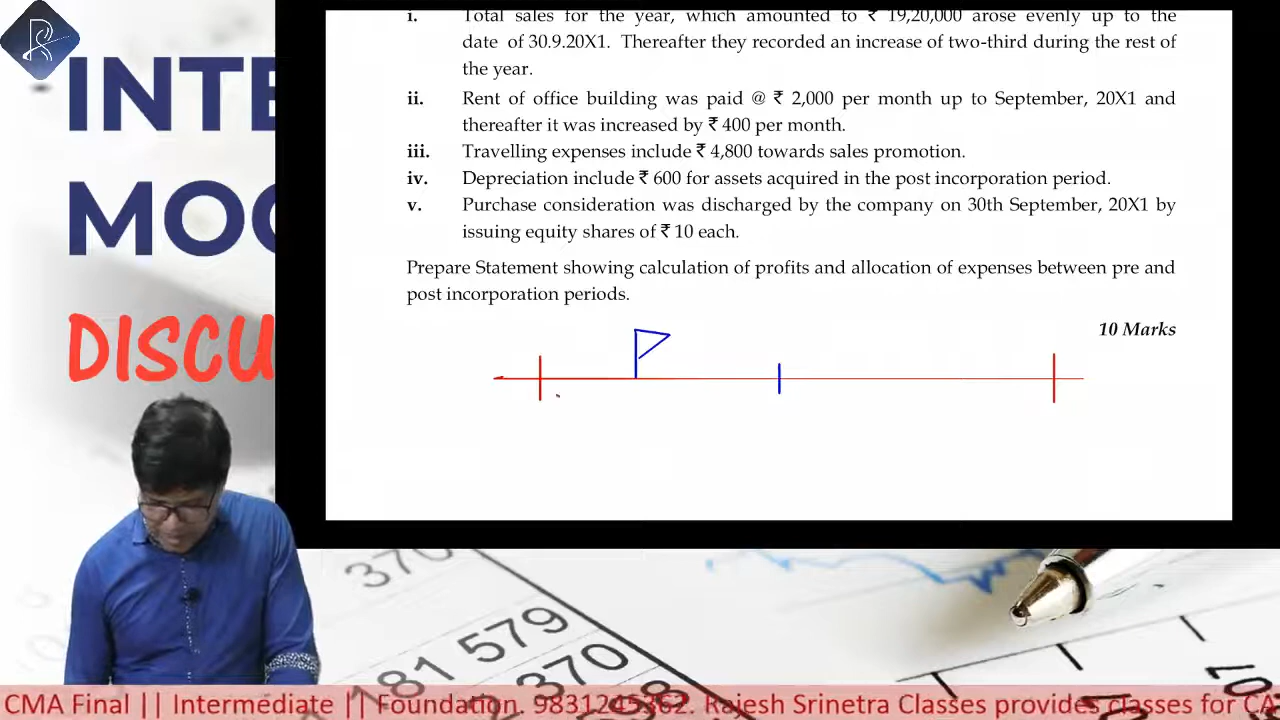 i. Total sales for the year, which amounted to ₹ 19,20,000 arose evenly up to the
date of 30.9.20X1. Thereafter they recorded an increase of two-third during the rest of
the year.
ii. Rent of office building was paid @ ₹ 2,000 per month up to September, 20X1 and
thereafter it was increased by ₹ 400 per month.
iii. Travelling expenses include ₹ 4,800 towards sales promotion.
iv. Depreciation include ₹ 600 for assets acquired in the post incorporation period.
v. Purchase consideration was discharged by the company on 30th September, 20X1 by
issuing equity shares of ₹ 10 each.
Prepare Statement showing calculation of profits and allocation of expenses between pre and
post incorporation periods.
10 Marks
INTE
MOC
DISCU
370
579
181
370
CMA Final || Intermediate || Foundation. 9831245362. Rajesh Srinetra Classes provides classes for CA